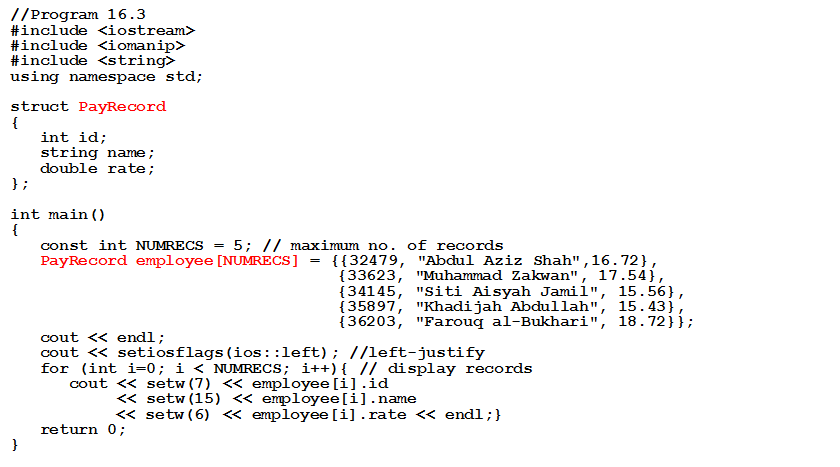 //Program 16.3
#include <iostream>
#include <iomanip>
#include <string>
using namespace std;
struct PayRecord
{
int id;
string name;
double rate;
};
int main()
{
const int NUMRECS = 5; // maximum no. of records
PayRecord employee[NUMRECS] = {{32479, "Abdul Aziz Shah",16.72},
{33623, "Muhammad Zakwan", 17.54},
{34145, "Siti Aisyah Jamil", 15.56},
{35897, "Khadijah Abdullah", 15.43},
{36203, "Farouq al-Bukhari", 18.72}};
cout << endl;
cout << setiosflags(ios::left); //left-justify
for (int i=0; i < NUMRECS; i++){ // display records
cout << setw(7) << employee[i].id
<< setw(15) << employee[i].name
<< setw(6) << employee[i].rate << endl;}
return 0;
}